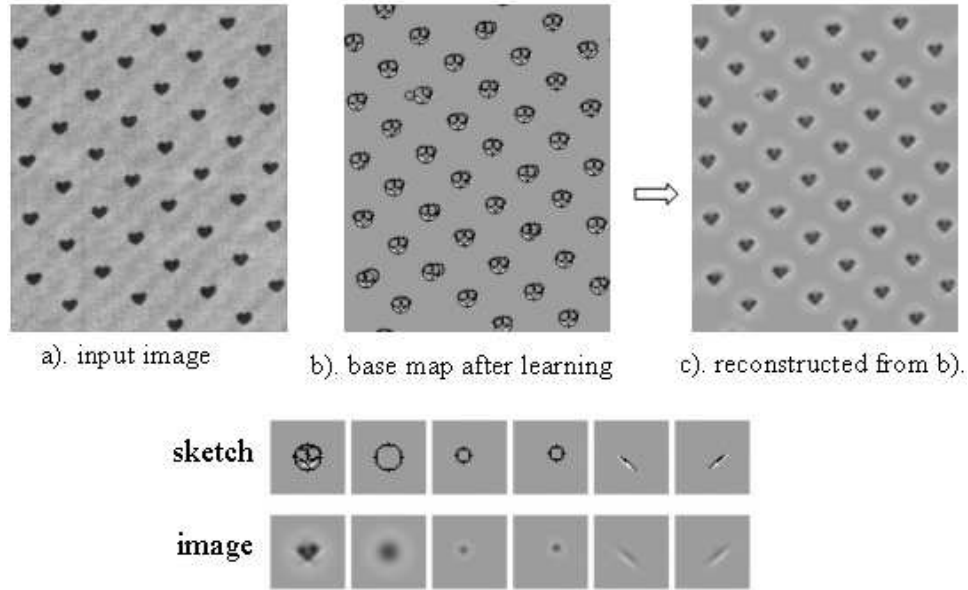 a). input image
b). base map after learning
c). reconstructed from b).
sketch
image